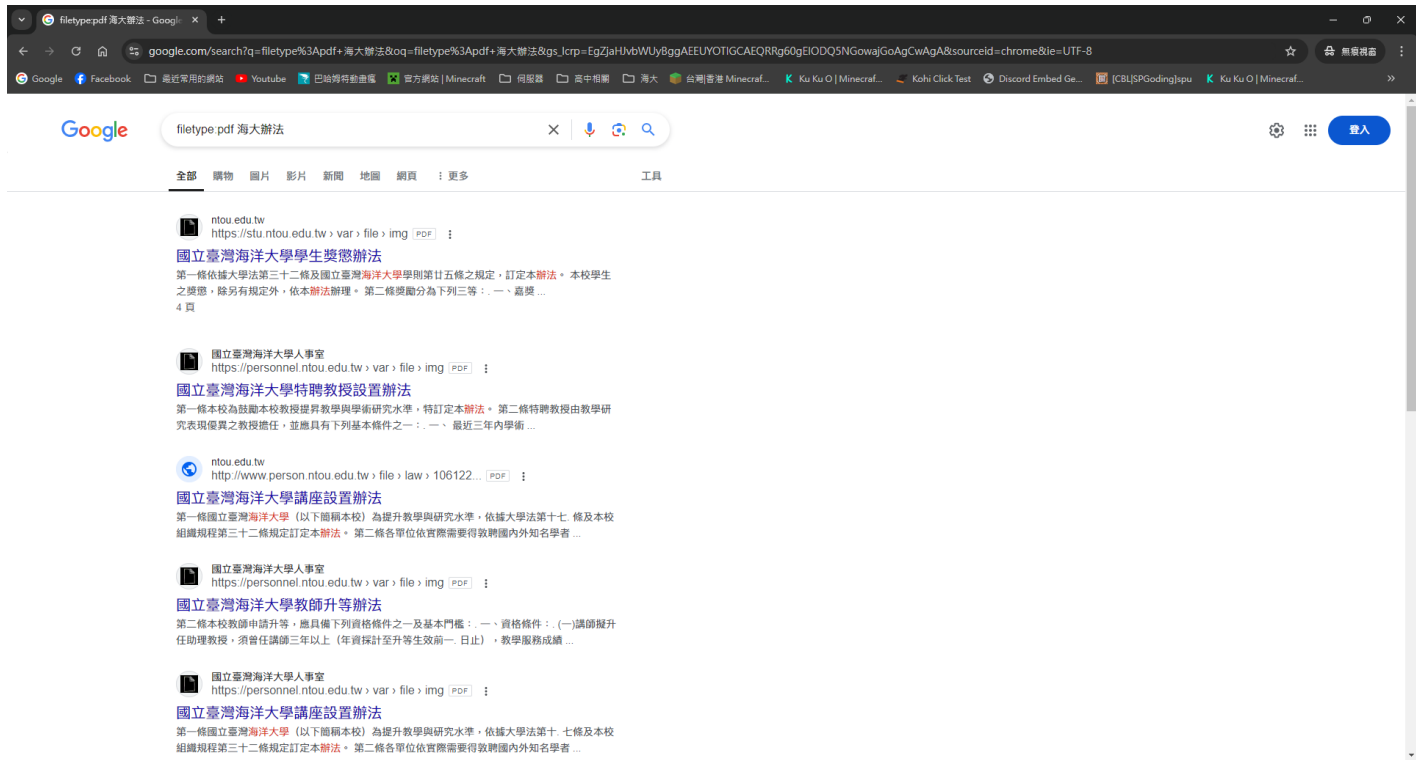 filetype:pdf 海大辦法 - Google
google.com/search?q=filetype%3Apdf+海大辦法&oq=filetype%3Apdf+海大辦法&gs_lcrp=EgZjaHJvbWUyBggAEEUYOTIGCAEQRRg60gEIODQ5NGowajGoAgCwAgA&sourceid=chrome&ie=UTF-8
無痕視窗
Google Facebook 最近常用的網站 Youtube 巴哈姆特動畫瘋 官方網站 | Minecraft 伺服器 高中相關 海大 台灣|香港 Minecraf... Ku Ku O | Minecraf... Kohi Click Test Discord Embed Ge... [CBL|SPGoding]spu Ku Ku O | Minecraf... »
Google
filetype:pdf 海大辦法
登入
全部 購物 圖片 影片 新聞 地圖 網頁 更多 工具
ntou.edu.tw
https://stu.ntou.edu.tw › var › file › img PDF
國立臺灣海洋大學學生獎懲辦法
第一條依據大學法第三十二條及國立臺灣海洋大學學則第廿五條之規定，訂定本辦法。 本校學生
之獎懲，除另有規定外，依本辦法辦理。 第二條獎勵分為下列三等：. 一、嘉獎 ...
4 頁
國立臺灣海洋大學人事室
https://personnel.ntou.edu.tw › var › file › img PDF
國立臺灣海洋大學特聘教授設置辦法
第一條本校為鼓勵本校教授提昇教學與學術研究水準，特訂定本辦法。 第二條特聘教授由教學研
究表現優異之教授擔任，並應具有下列基本條件之一：. 一、 最近三年內學術 ...
ntou.edu.tw
http://www.person.ntou.edu.tw › file › law › 106122... PDF
國立臺灣海洋大學講座設置辦法
第一條國立臺灣海洋大學（以下簡稱本校）為提升教學與研究水準，依據大學法第十七. 條及本校
組織規程第三十二條規定訂定本辦法。 第二條各單位依實際需要得敦聘國內外知名學者 ...
國立臺灣海洋大學人事室
https://personnel.ntou.edu.tw › var › file › img PDF
國立臺灣海洋大學教師升等辦法
第二條本校教師申請升等，應具備下列資格條件之一及基本門檻：. 一、資格條件：. (一)講師擬升
任助理教授，須曾任講師三年以上（年資採計至升等生效前一. 日止），教學服務成績 ...
國立臺灣海洋大學人事室
https://personnel.ntou.edu.tw › var › file › img PDF
國立臺灣海洋大學講座設置辦法
第一條國立臺灣海洋大學（以下簡稱本校）為提升教學與研究水準，依據大學法第十. 七條及本校
組織規程第三十二條規定訂定本辦法。 第二條各單位依實際需要得敦聘國內外知名學者 ...